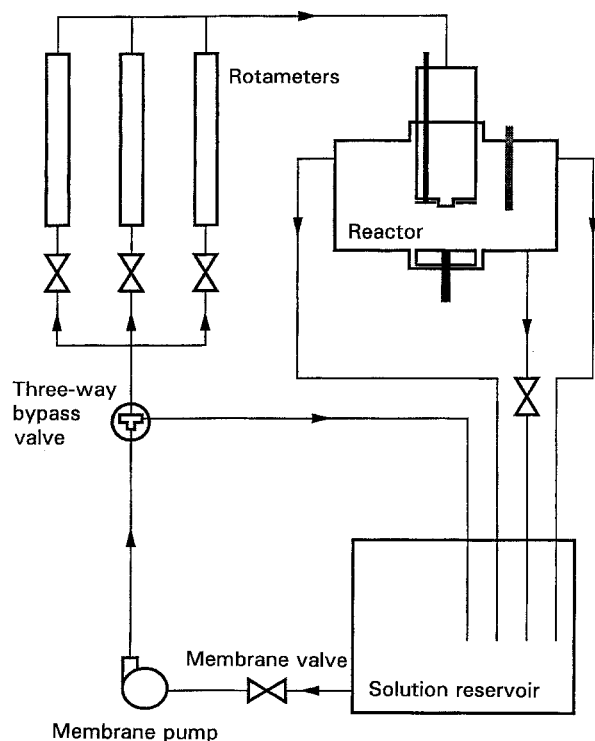 Rotameters
Reactor
Three-way
bypass
valve
Membrane valve
Solution reservoir
Membrane pump